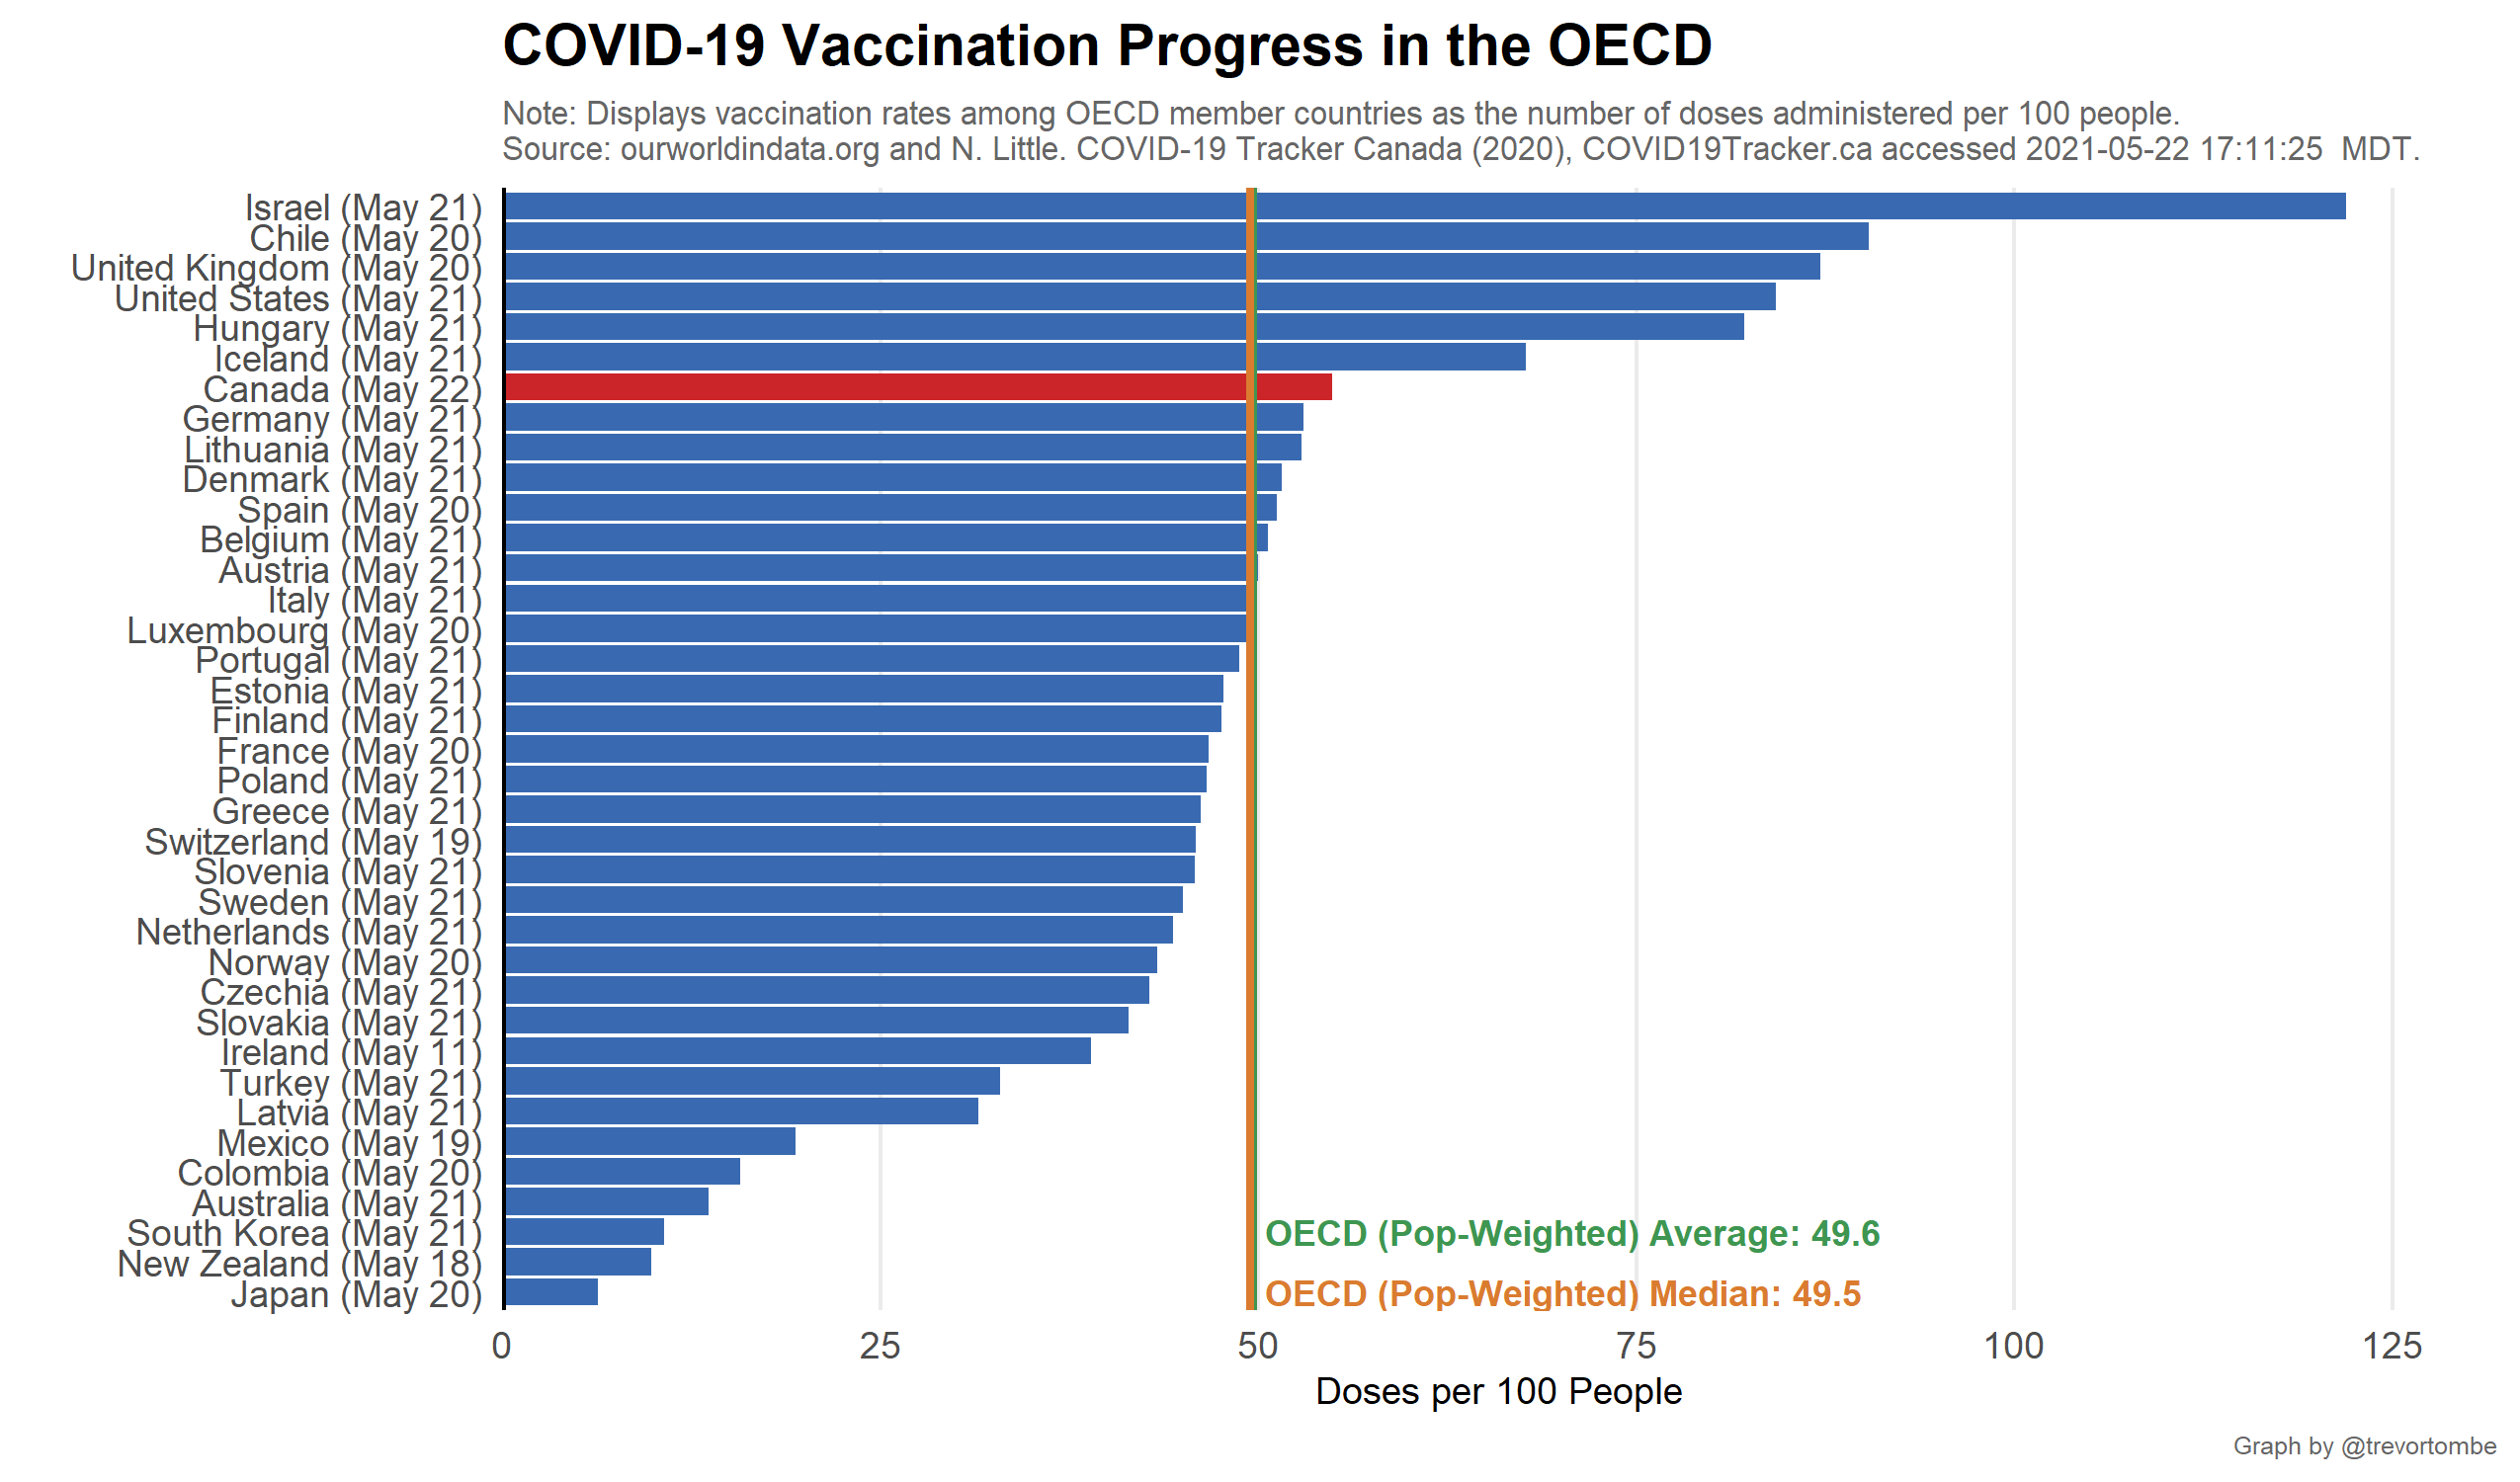 COVID-19 Vaccination Progress in the OECD
Note: Displays vaccination rates among OECD member countries as the number of doses administered per 100 people.
Source: ourworldindata.org and N. Little. COVID-19 Tracker Canada (2020), COVID19Tracker.ca accessed 2021-05-22 17:11:25  MDT.
Israel (May 21)
Chile (May 20)
United Kingdom (May 20)
United States (May 21)
Hungary (May 21)
Iceland (May 21)
Canada (May 22)
Germany (May 21)
Lithuania (May 21)
Denmark (May 21)
Spain (May 20)
Belgium (May 21)
Austria (May 21)
Italy (May 21)
Luxembourg (May 20)
Portugal (May 21)
Estonia (May 21)
Finland (May 21)
France (May 20)
Poland (May 21)
Greece (May 21)
Switzerland (May 19)
Slovenia (May 21)
Sweden (May 21)
Netherlands (May 21)
Norway (May 20)
Czechia (May 21)
Slovakia (May 21)
Ireland (May 11)
Turkey (May 21)
Latvia (May 21)
Mexico (May 19)
Colombia (May 20)
Australia (May 21)
South Korea (May 21)
New Zealand (May 18)
Japan (May 20)
OECD (Pop-Weighted) Average: 49.6
OECD (Pop-Weighted) Median: 49.5
0 25 50 75 100 125
Doses per 100 People
Graph by @trevortombe